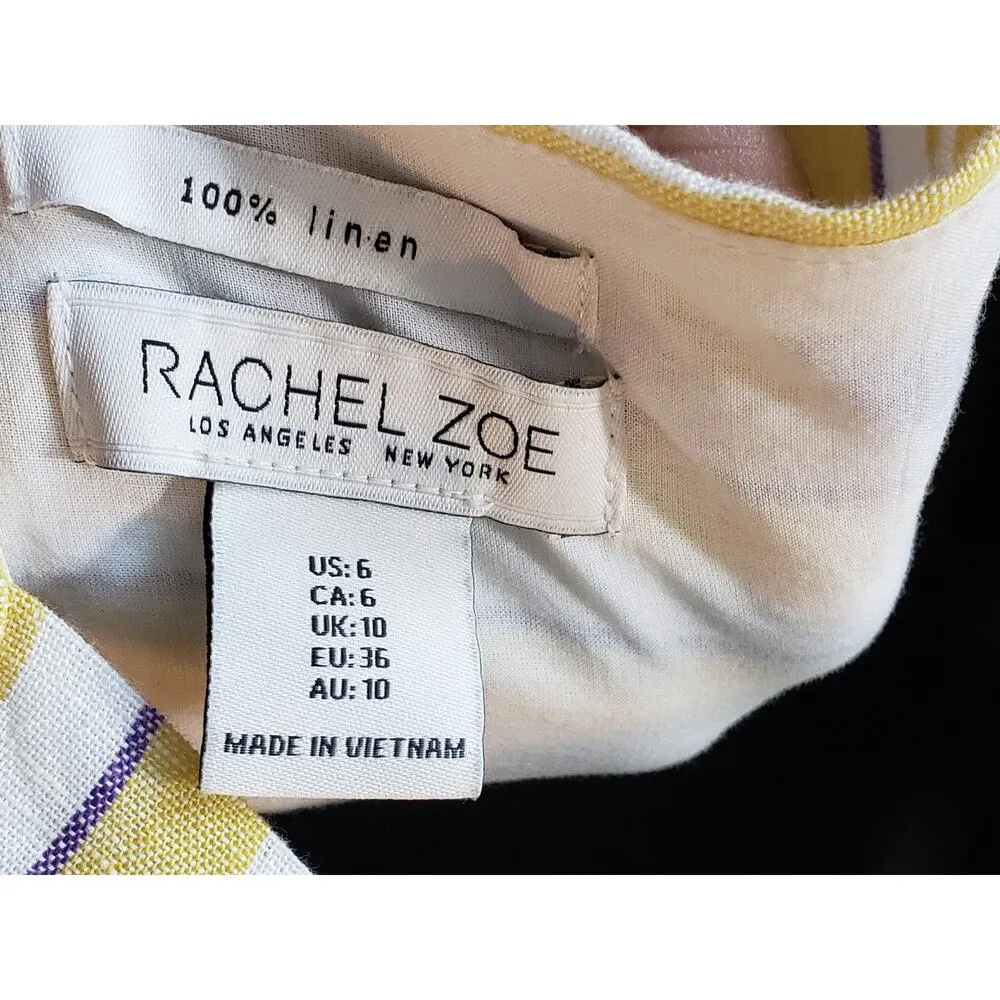 100% linen
RACHEL ZOE
LOS ANGELES NEW YORK
US: 6
CA: 6
UK: 10
EU: 36
AU: 10
MADE IN VIETNAM